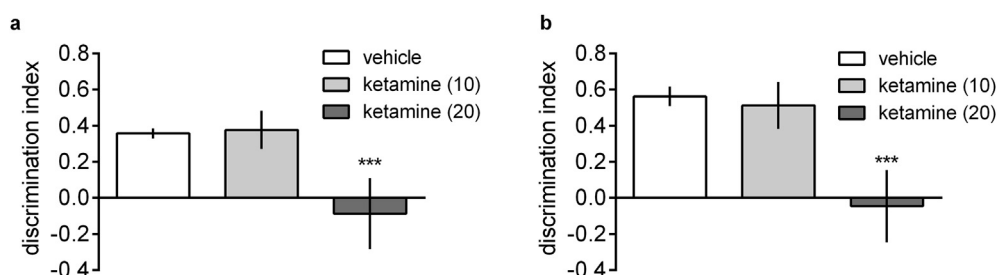 a
discrimination index
0.8
0.6
0.4
0.2
0.0
-0.2
-0.4
vehicle
ketamine (10)
ketamine (20)
***
b
discrimination index
0.8
0.6
0.4
0.2
0.0
-0.2
-0.4
vehicle
ketamine (10)
ketamine (20)
***